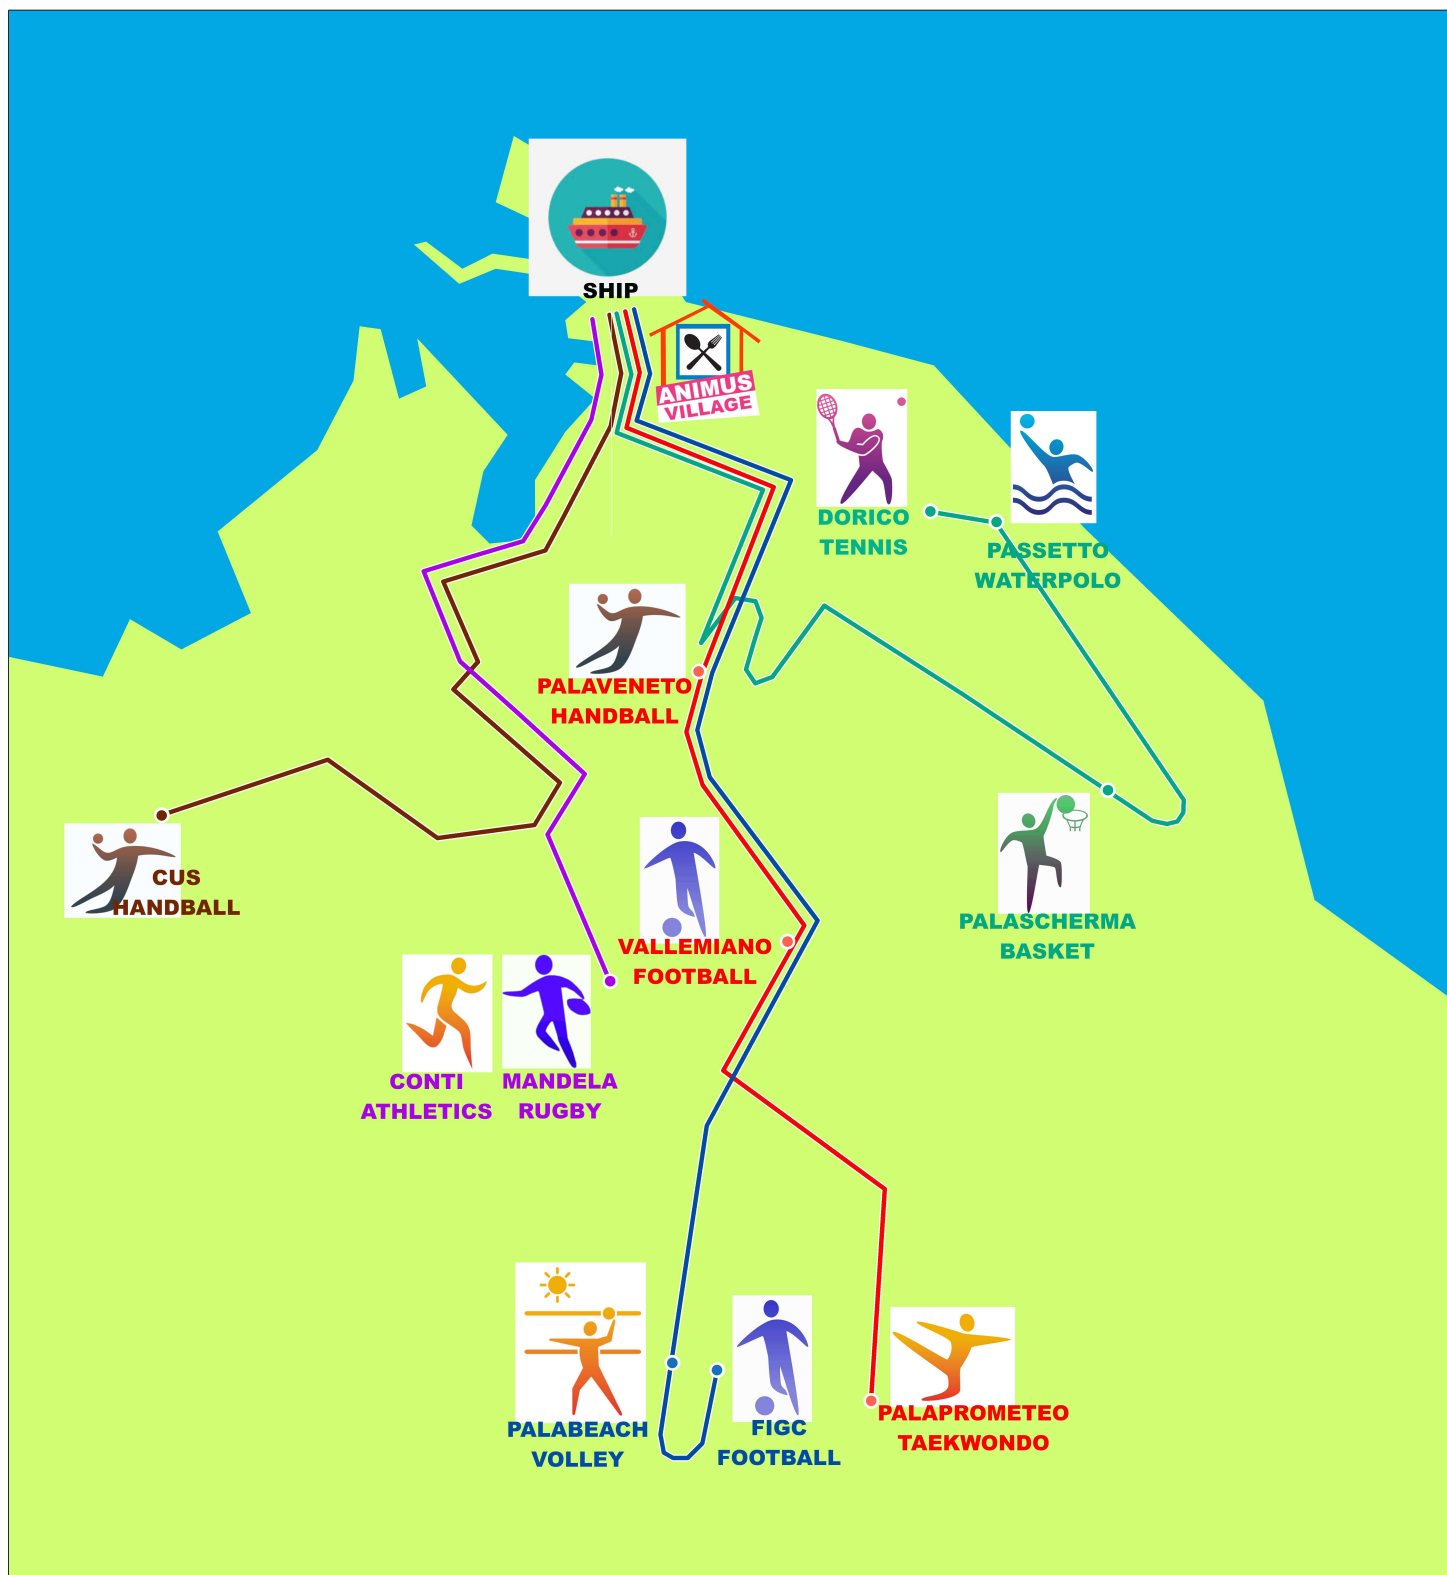 SHIP
ANIMUS
VILLAGE
DORICO
TENNIS
PASSETTO
WATERPOLO
PALAVENETO
HANDBALL
CUS
HANDBALL
VALLEMIANO
FOOTBALL
PALASCHERMA
BASKET
CONTI
ATHLETICS
MANDELA
RUGBY
PALABEACH
VOLLEY
FIGC
FOOTBALL
PALAPROMETEO
TAEKWONDO